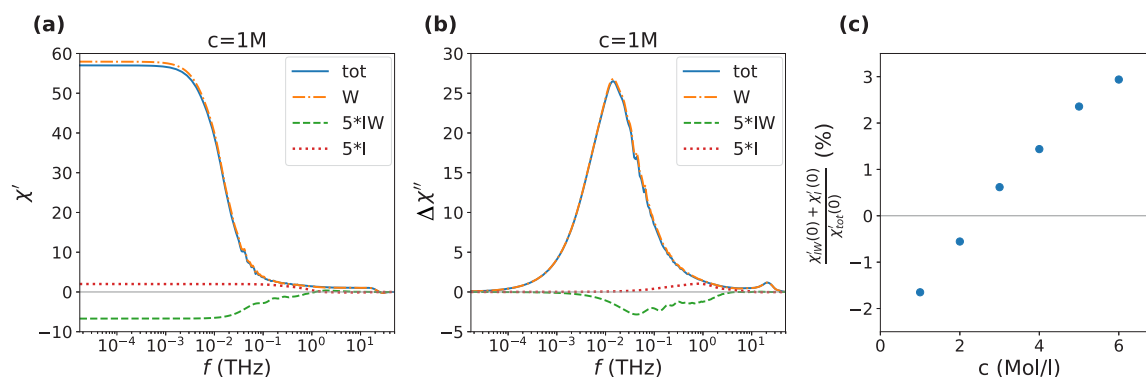 (a)
c=1M
χ′
60
50
40
30
20
10
0
−10
tot
W
5*IW
5*I
10⁻⁴ 10⁻³ 10⁻² 10⁻¹ 10⁰ 10¹
f (THz)
(b)
c=1M
Δχ′′
30
25
20
15
10
5
0
−5
tot
W
5*IW
5*I
10⁻⁴ 10⁻³ 10⁻² 10⁻¹ 10⁰ 10¹
f (THz)
(c)
χ′IW(0) + χ′I(0)
χ′tot(0)
(%)
3
2
1
0
−1
−2
0 2 4 6
c (Mol/l)